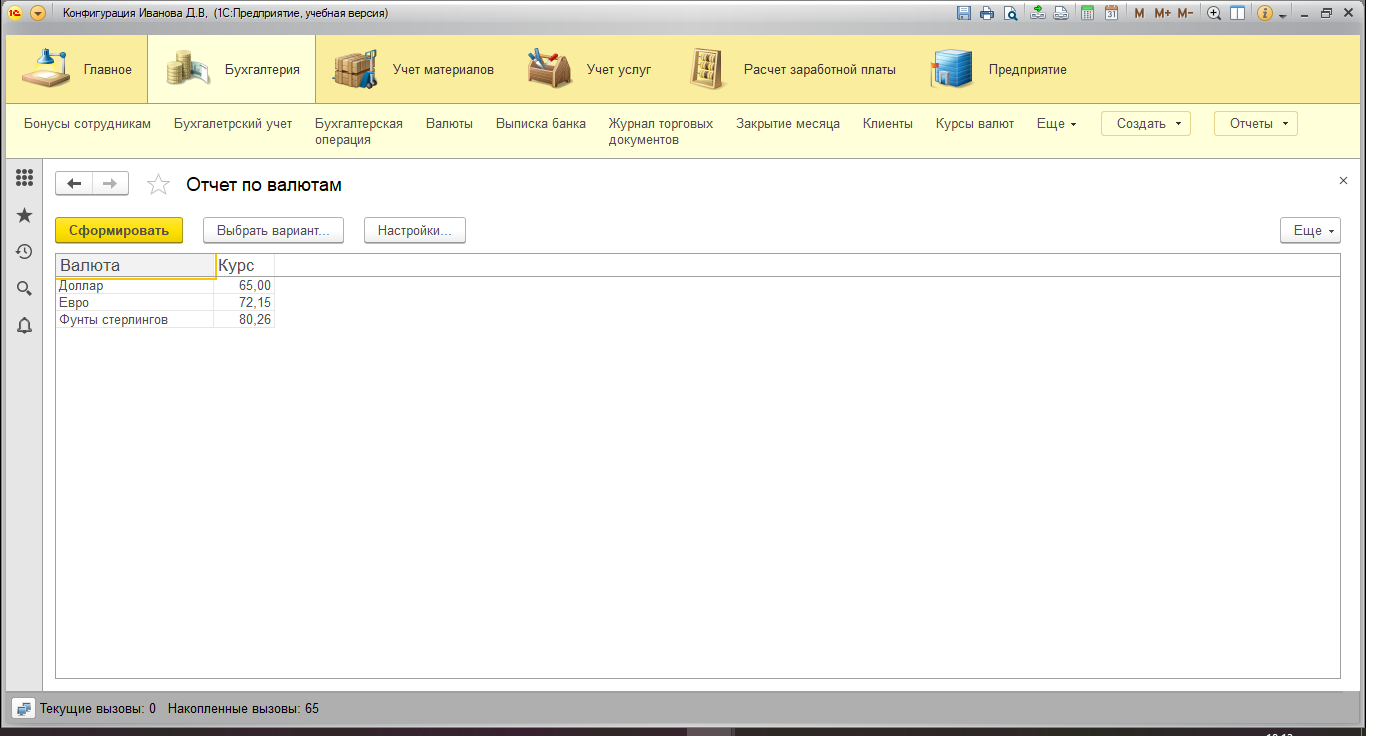 Конфигурация Иванова Д.В, (1С:Предприятие, учебная версия)
31 M M+ M-
Главное Бухгалтерия Учет материалов Учет услуг Расчет заработной платы Предприятие
Бонусы сотрудникам Бухгалетрский учет Бухгалтерская операция Валюты Выписка банка Журнал торговых документов Закрытие месяца Клиенты Курсы валют Еще Создать Отчеты
Отчет по валютам
Сформировать Выбрать вариант... Настройки... Еще
Валюта Курс
Доллар 65,00
Евро 72,15
Фунты стерлингов 80,26
Текущие вызовы: 0 Накопленные вызовы: 65